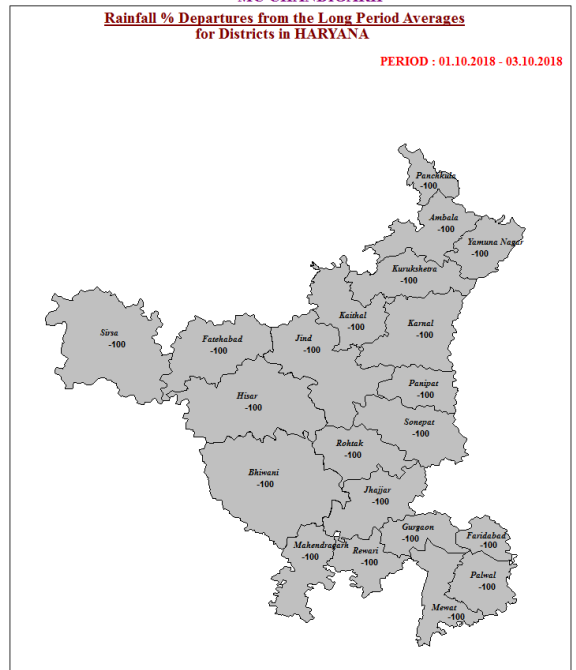 MC CHANDIGARH
Rainfall % Departures from the Long Period Averages
for Districts in HARYANA
PERIOD : 01.10.2018 - 03.10.2018
Panchkula
-100
Ambala
-100
Yamuna Nagar
-100
Kurukshetra
-100
Kaithal
-100
Karnal
-100
Sirsa
-100
Fatehabad
-100
Jind
-100
Panipat
-100
Hisar
-100
Sonepat
-100
Rohtak
-100
Bhiwani
-100
Jhajjar
-100
Gurgaon
-100
Faridabad
-100
Mahendragarh
-100
Rewari
-100
Palwal
-100
Mewat
-100